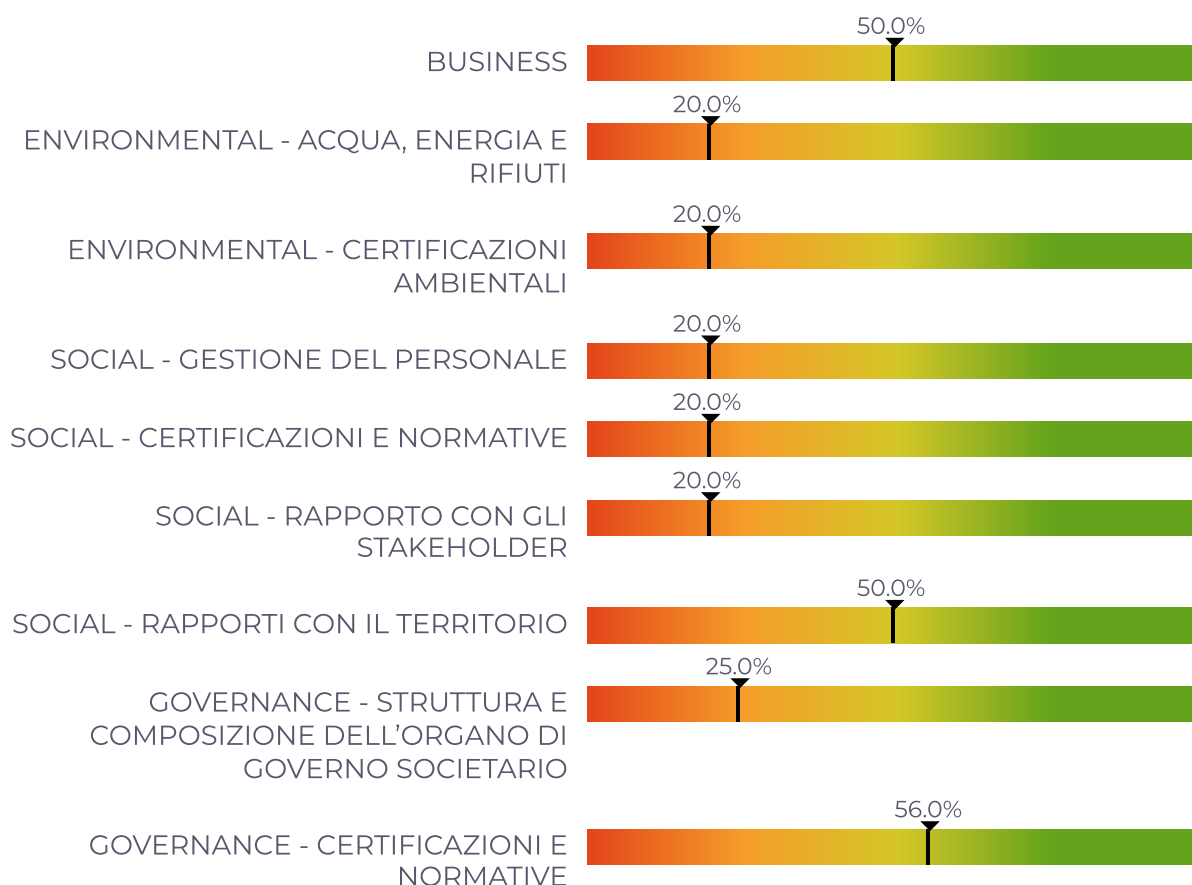 50.0%
BUSINESS
20.0%
ENVIRONMENTAL - ACQUA, ENERGIA E
RIFIUTI
20.0%
ENVIRONMENTAL - CERTIFICAZIONI
AMBIENTALI
20.0%
SOCIAL - GESTIONE DEL PERSONALE
20.0%
SOCIAL - CERTIFICAZIONI E NORMATIVE
20.0%
SOCIAL - RAPPORTO CON GLI
STAKEHOLDER
50.0%
SOCIAL - RAPPORTI CON IL TERRITORIO
25.0%
GOVERNANCE - STRUTTURA E
COMPOSIZIONE DELL'ORGANO DI
GOVERNO SOCIETARIO
56.0%
GOVERNANCE - CERTIFICAZIONI E
NORMATIVE